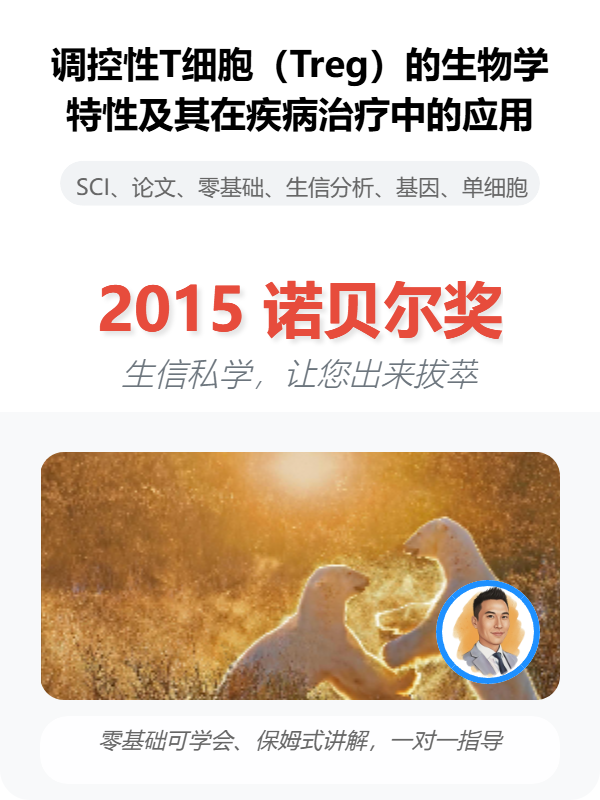 调控性T细胞（Treg）的生物学
特性及其在疾病治疗中的应用
SCI、论文、零基础、生信分析、基因、单细胞
2015 诺贝尔奖
生信私学，让您出来拔萃
零基础可学会、保姆式讲解，一对一指导